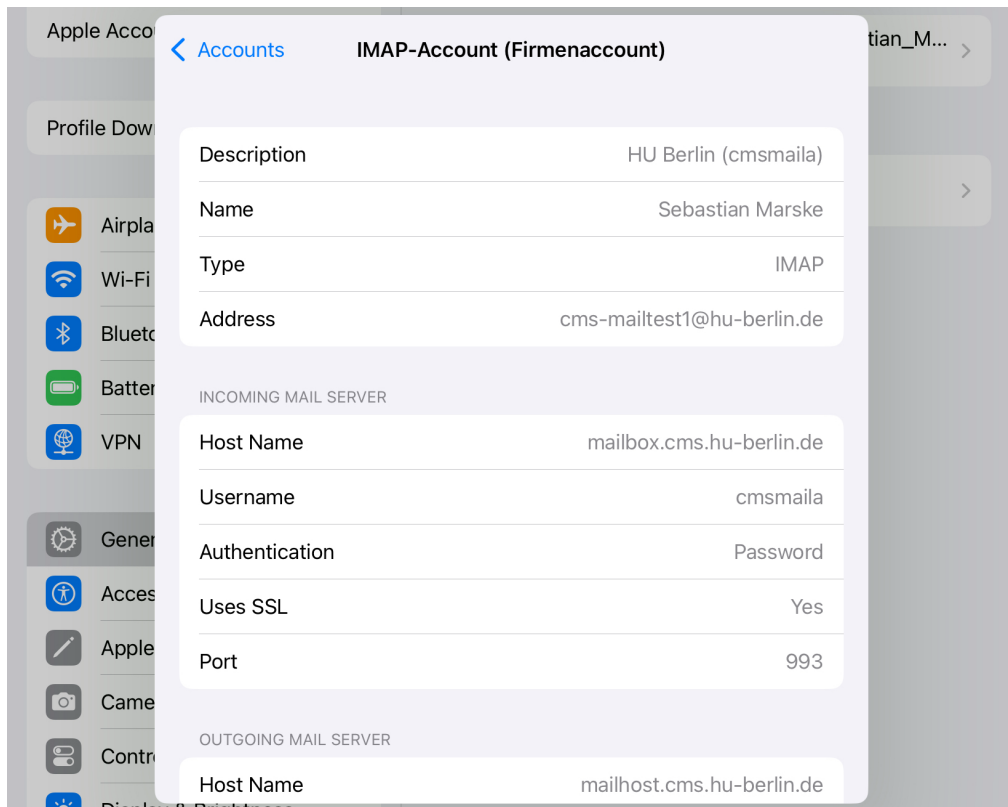 Apple Acco
Profile Dow
Airpla
Wi-Fi
Blueto
Batter
VPN
Gener
Acces
Apple
Came
Contr
Display & Brightness
Accounts
IMAP-Account (Firmenaccount)
Description HU Berlin (cmsmaila)
Name Sebastian Marske
Type IMAP
Address cms-mailtest1@hu-berlin.de
INCOMING MAIL SERVER
Host Name mailbox.cms.hu-berlin.de
Username cmsmaila
Authentication Password
Uses SSL Yes
Port 993
OUTGOING MAIL SERVER
Host Name mailhost.cms.hu-berlin.de
tian_M...